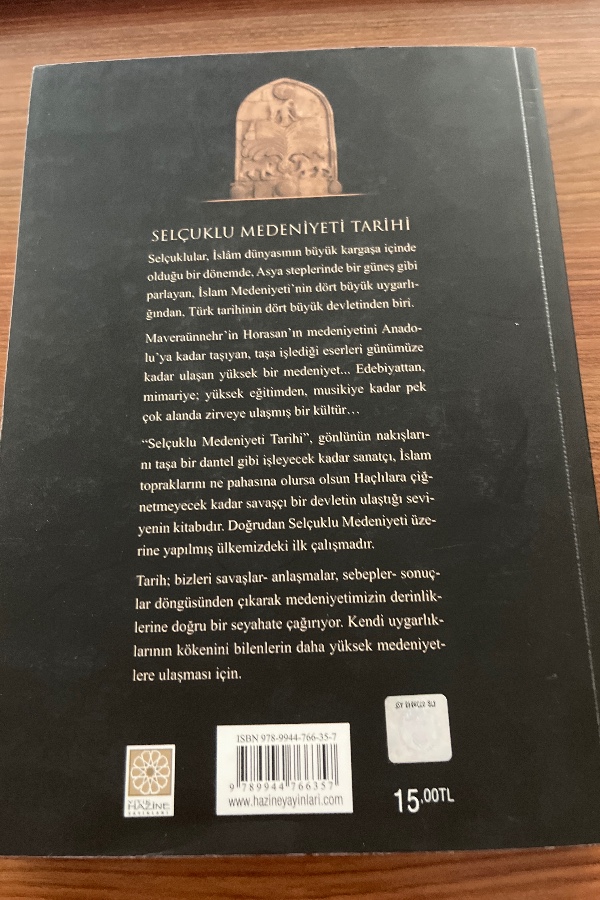 SELÇUKLU MEDENİYETİ TARİHİ
Selçuklular, İslâm dünyasının büyük kargaşa içinde
olduğu bir dönemde, Asya steplerinde bir güneş gibi
parlayan, İslam Medeniyeti'nin dört büyük uygarlı-
ğından, Türk tarihinin dört büyük devletinden biri.
Maveraünnehr'in Horasan'ın medeniyetini Anado-
lu'ya kadar taşıyan, taşa işlediği eserleri günümüze
kadar ulaşan yüksek bir medeniyet... Edebiyattan,
mimariye; yüksek eğitimden, musikiye kadar pek
çok alanda zirveye ulaşmış bir kültür…
“Selçuklu Medeniyeti Tarihi”, gönlünün nakışları-
nı taşa bir dantel gibi işleyecek kadar sanatçı, İslam
topraklarını ne pahasına olursa olsun Haçlılara çiğ-
netmeyecek kadar savaşçı bir devletin ulaştığı sevi-
yenin kitabıdır. Doğrudan Selçuklu Medeniyeti üze-
rine yapılmış ülkemizdeki ilk çalışmadır.
Tarih; bizleri savaşlar- anlaşmalar, sebepler- sonuç-
lar döngüsünden çıkarak medeniyetimizin derinlik-
lerine doğru bir seyahate çağırıyor. Kendi uygarlık-
larının kökenini bilenlerin daha yüksek medeniyet-
lere ulaşması için.
ISBN 978-9944-766-35-7
9 789944 766357
www.hazineyayinlari.com
HAZİNE
YAYINLARI
15.00TL